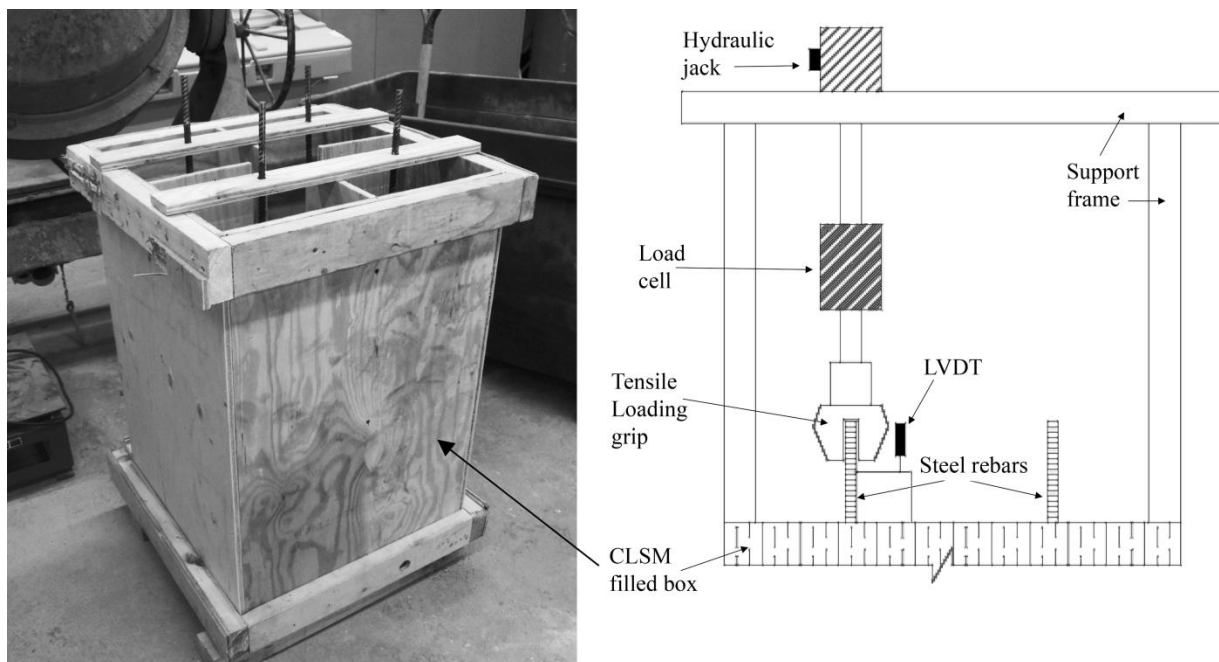 Hydraulic
jack
Support
frame
Load
cell
LVDT
Tensile
Loading
grip
Steel rebars
CLSM
filled box